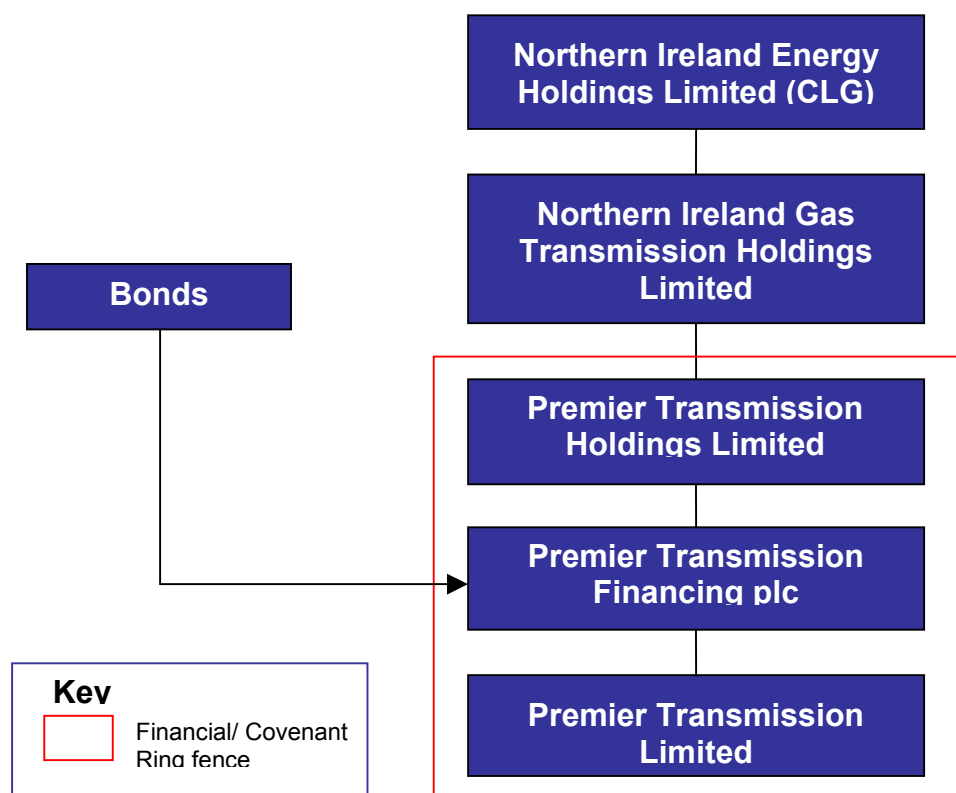 Northern Ireland Energy
Holdings Limited (CLG)
Northern Ireland Gas
Transmission Holdings
Limited
Bonds
Premier Transmission
Holdings Limited
Premier Transmission
Financing plc
Premier Transmission
Limited
Key
Financial/ Covenant
Ring fence